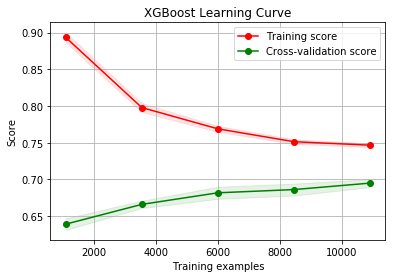 XGBoost Learning Curve
Training score
Cross-validation score
Score
0.90
0.85
0.80
0.75
0.70
0.65
2000 4000 6000 8000 10000
Training examples